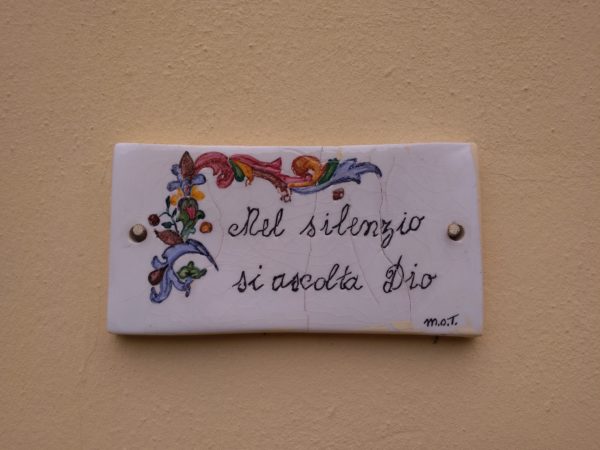 Nel silenzio
si ascolta Dio
M.O.T.